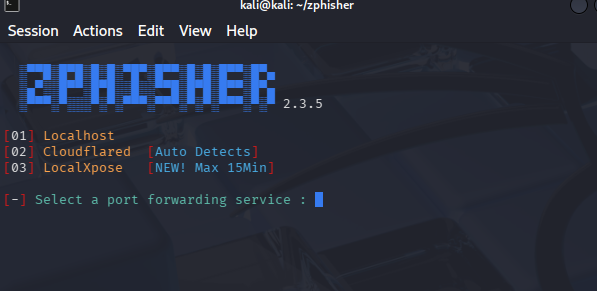 kali@kali: ~/zphisher
Session Actions Edit View Help
ZPHISHER 2.3.5
[01] Localhost
[02] Cloudflared [Auto Detects]
[03] LocalXpose [NEW! Max 15Min]
[-] Select a port forwarding service :